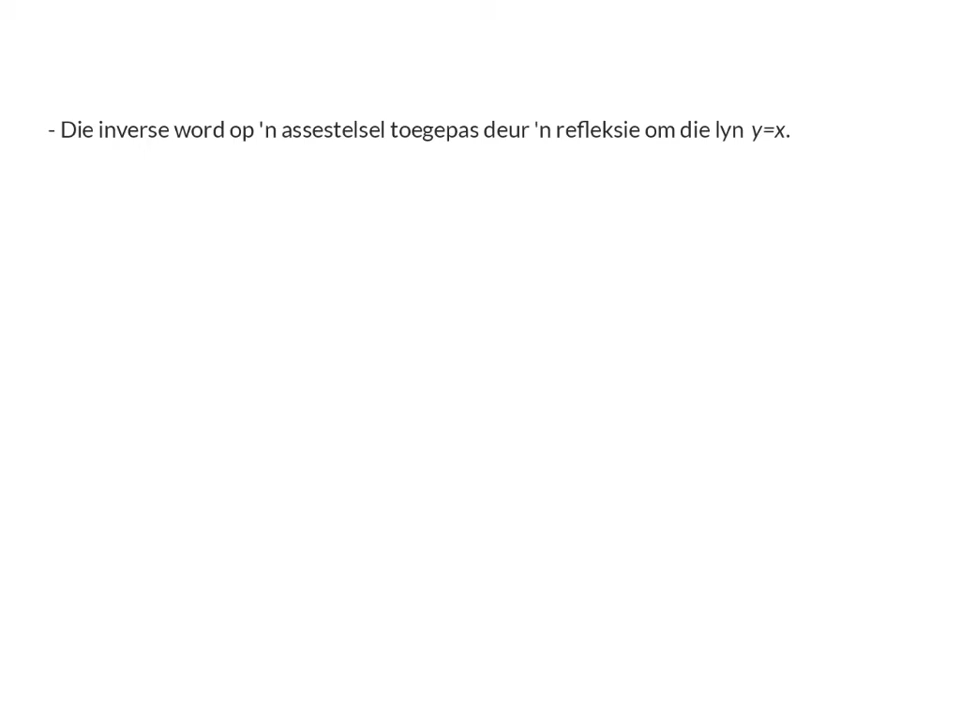 - Die inverse word op 'n assestelsel toegepas deur 'n refleksie om die lyn y=x.